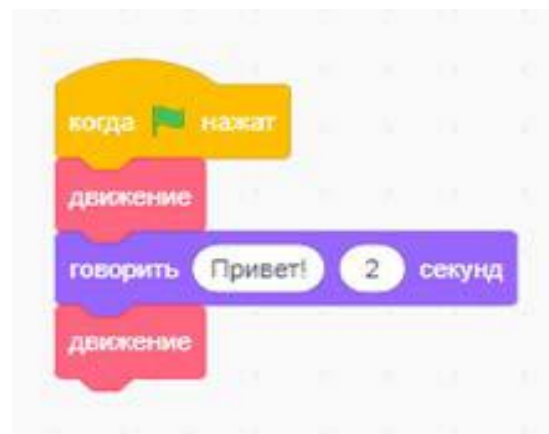 когда нажат
движение
говорить Привет! 2 секунд
движение